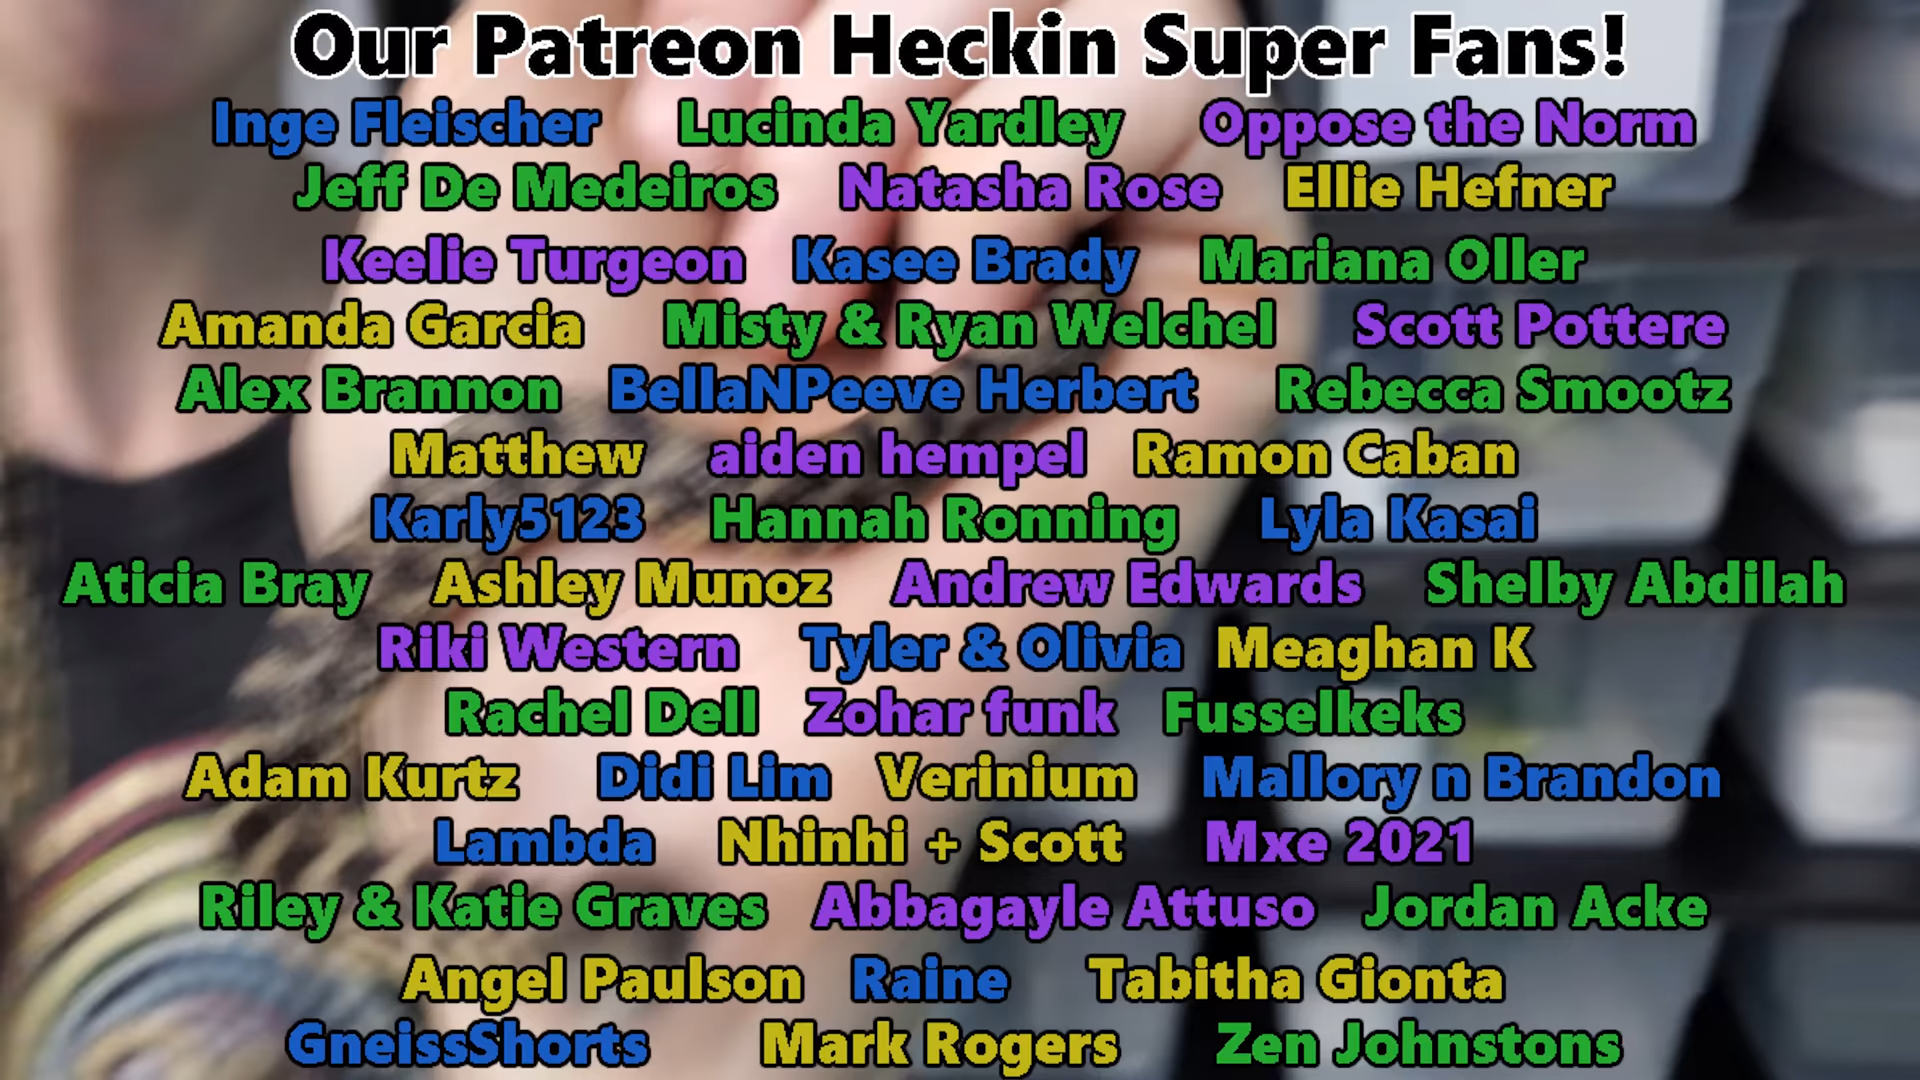 Our Patreon Heckin Super Fans!
Inge Fleischer Lucinda Yardley Oppose the Norm
Jeff De Medeiros Natasha Rose Ellie Hefner
Keelie Turgeon Kasee Brady Mariana Oller
Amanda Garcia Misty & Ryan Welchel Scott Pottere
Alex Brannon BellaNPeeve Herbert Rebecca Smootz
Matthew aiden hempel Ramon Caban
Karly5123 Hannah Ronning Lyla Kasai
Aticia Bray Ashley Munoz Andrew Edwards Shelby Abdilah
Riki Western Tyler & Olivia Meaghan K
Rachel Dell Zohar funk Fusselkeks
Adam Kurtz Didi Lim Verinium Mallory n Brandon
Lambda Nhinhi + Scott Mxe 2021
Riley & Katie Graves Abbagayle Attuso Jordan Acke
Angel Paulson Raine Tabitha Gionta
GneissShorts Mark Rogers Zen Johnstons